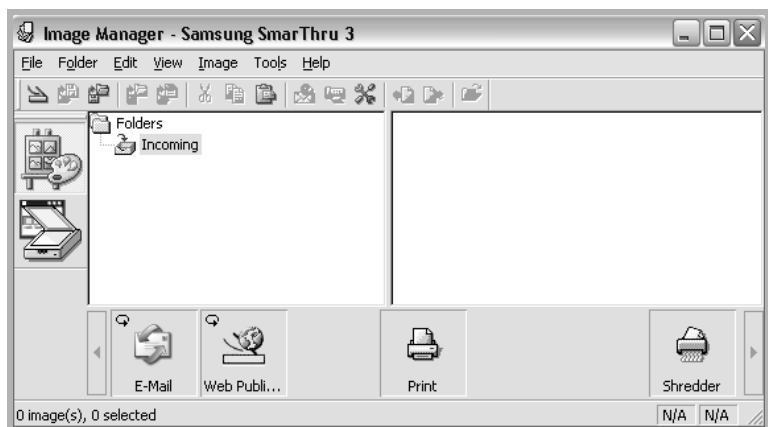 Image Manager - Samsung SmarThru 3
File Folder Edit View Image Tools Help
Folders
Incoming
E-Mail Web Publi... Print Shredder
0 image(s), 0 selected N/A N/A